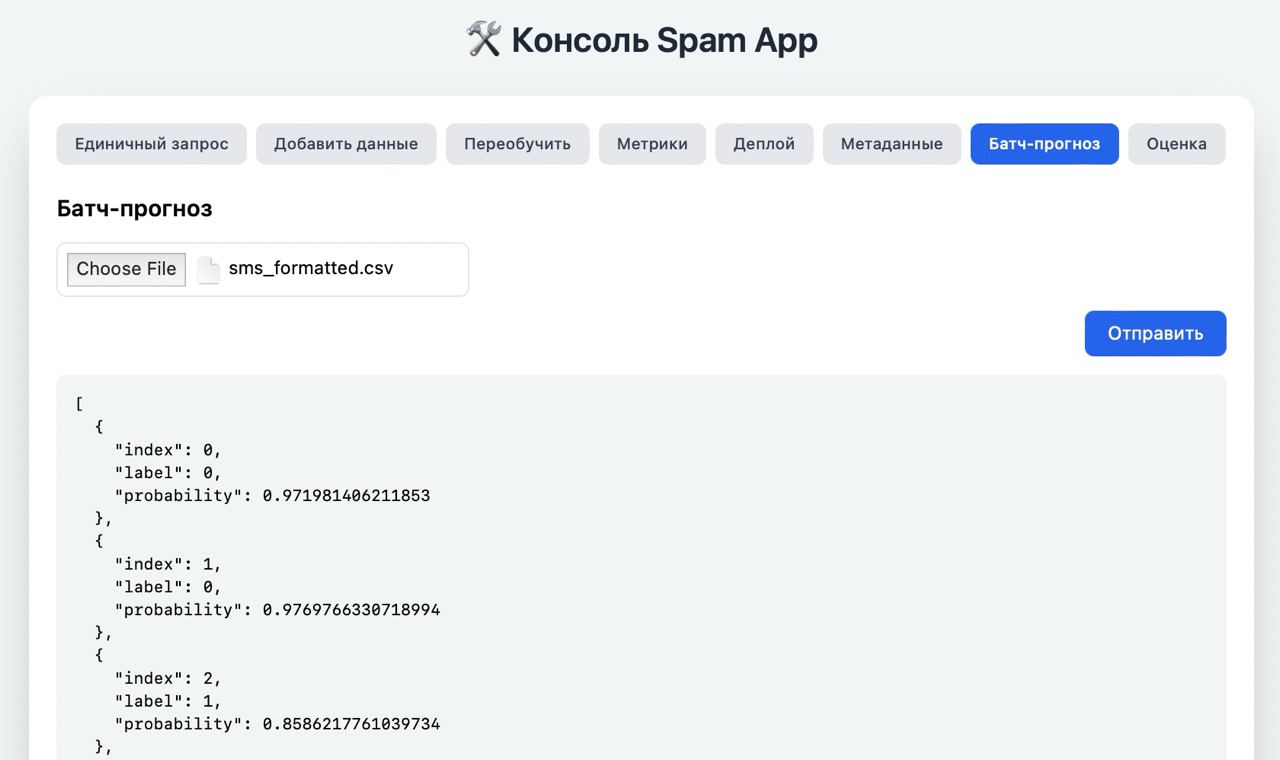 🛠️ Консоль Spam App
Единичный запрос Добавить данные Переобучить Метрики Деплой Метаданные Батч-прогноз Оценка
Батч-прогноз
Choose File sms_formatted.csv
Отправить
[
  {
    "index": 0,
    "label": 0,
    "probability": 0.971981406211853
  },
  {
    "index": 1,
    "label": 0,
    "probability": 0.9769766330718994
  },
  {
    "index": 2,
    "label": 1,
    "probability": 0.8586217761039734
  },